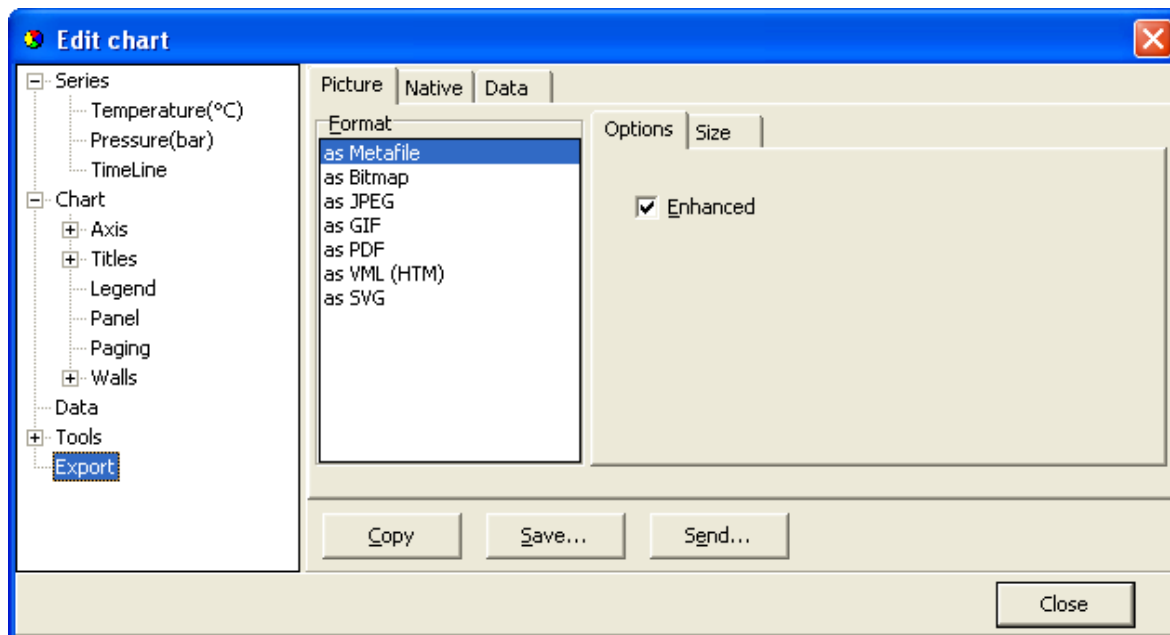 Edit chart
Series
Temperature(°C)
Pressure(bar)
TimeLine
Chart
Axis
Titles
Legend
Panel
Paging
Walls
Data
Tools
Export
Picture Native Data
Format
as Metafile
as Bitmap
as JPEG
as GIF
as PDF
as VML (HTM)
as SVG
Options Size
Enhanced
Copy Save... Send...
Close